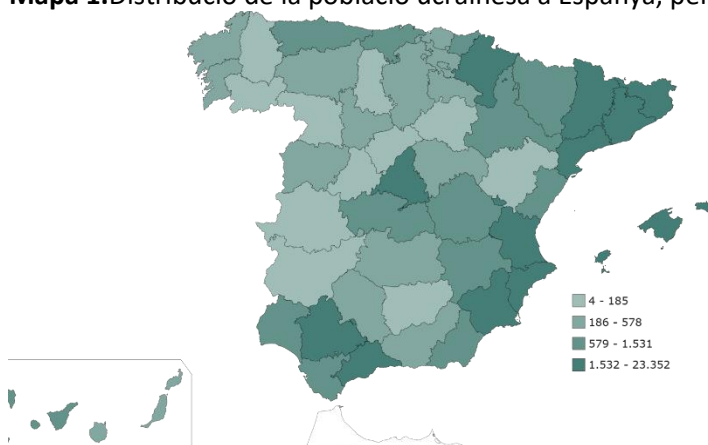 Mapa 1.Distribució de la població ucraïnesa a Espanya, per
4 - 185
186 - 578
579 - 1.531
1.532 - 23.352